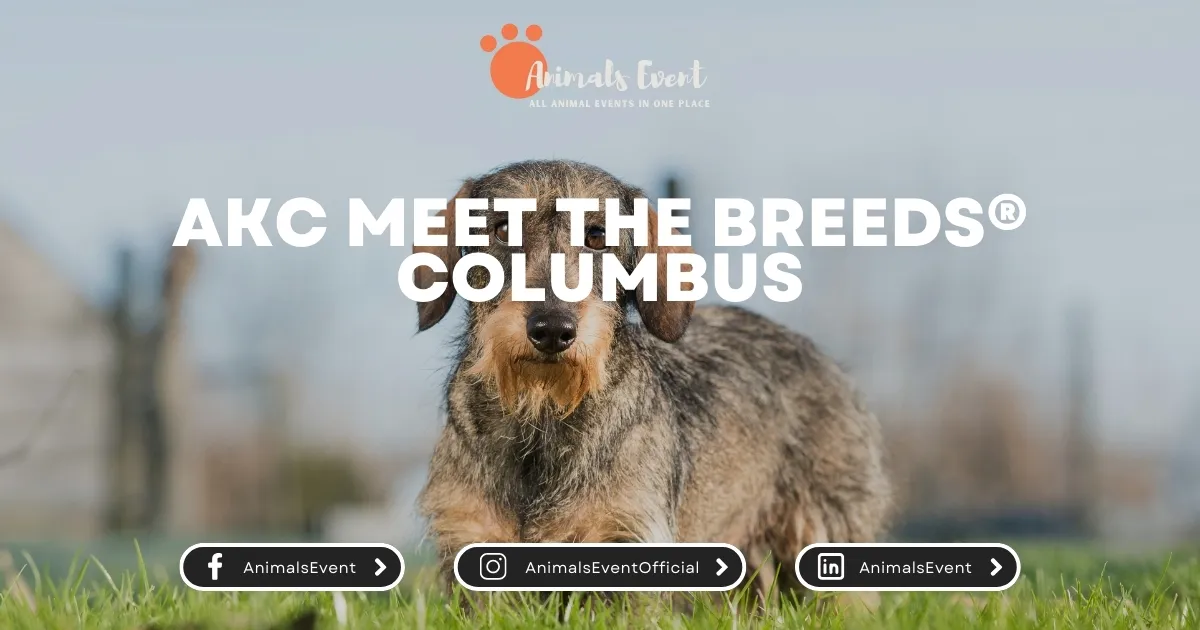 Animals Event
ALL ANIMAL EVENTS IN ONE PLACE
AKC MEET THE BREEDS®
COLUMBUS
AnimalsEvent
AnimalsEventOfficial
AnimalsEvent